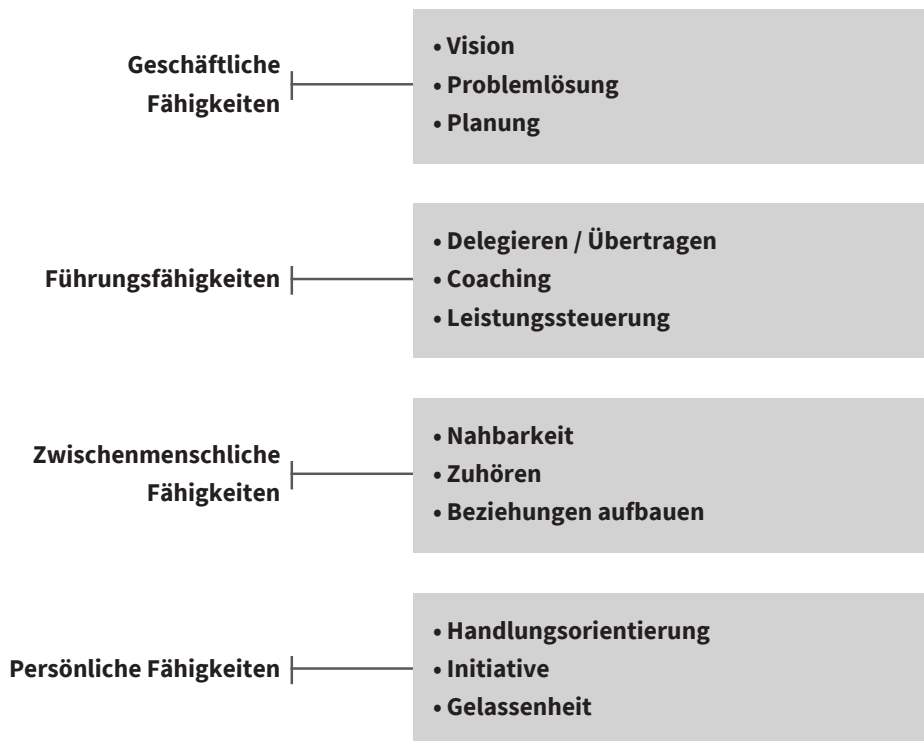 Geschäftliche
Fähigkeiten
• Vision
• Problemlösung
• Planung
Führungsfähigkeiten
• Delegieren / Übertragen
• Coaching
• Leistungssteuerung
Zwischenmenschliche
Fähigkeiten
• Nahbarkeit
• Zuhören
• Beziehungen aufbauen
Persönliche Fähigkeiten
• Handlungsorientierung
• Initiative
• Gelassenheit